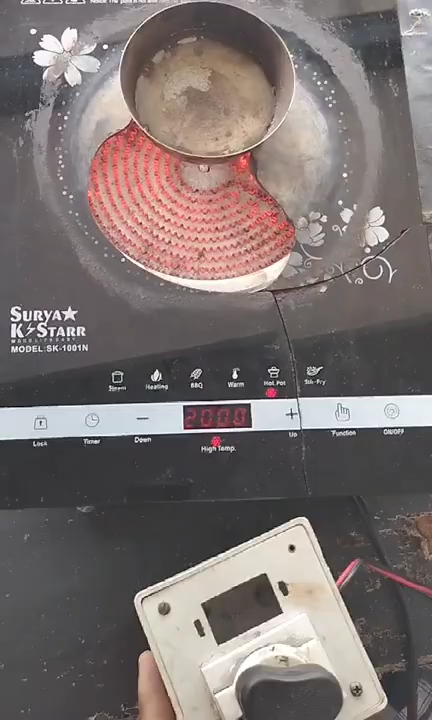 SURYA★
K⚡STARR
MODEL:SK-1001N
Steam Heating BBQ Warm Hot Pot Stir-Fry
2000
Lock Timer Down Up Function ON/OFF
High Temp.